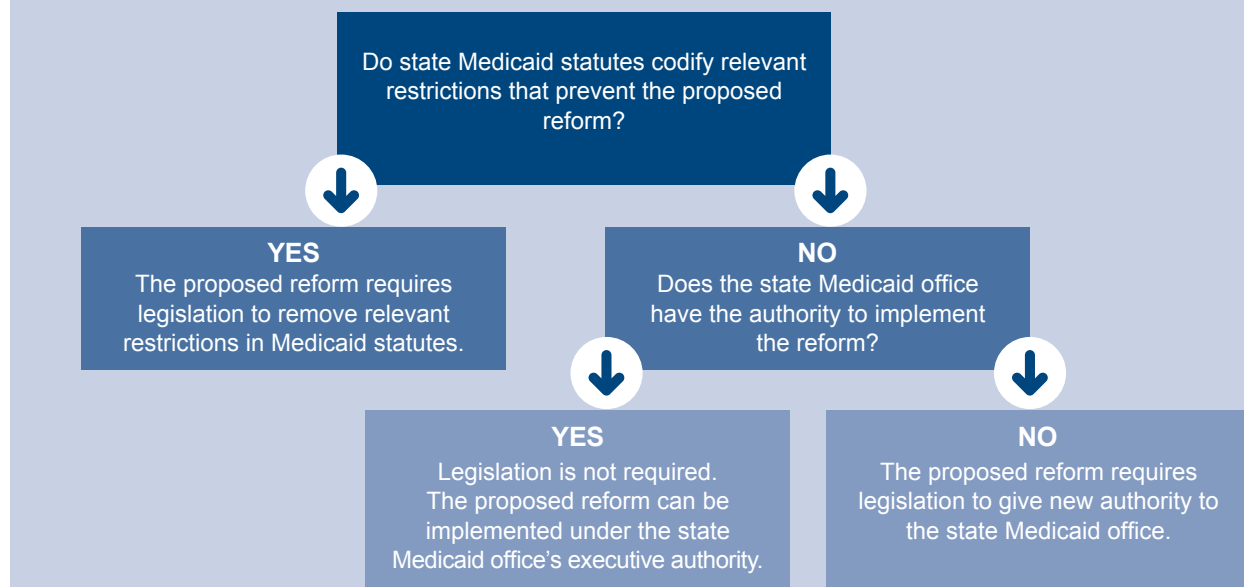 Do state Medicaid statutes codify relevant
restrictions that prevent the proposed
reform?
YES
The proposed reform requires
legislation to remove relevant
restrictions in Medicaid statutes.
NO
Does the state Medicaid office
have the authority to implement
the reform?
YES
Legislation is not required.
The proposed reform can be
implemented under the state
Medicaid office’s executive authority.
NO
The proposed reform requires
legislation to give new authority to
the state Medicaid office.